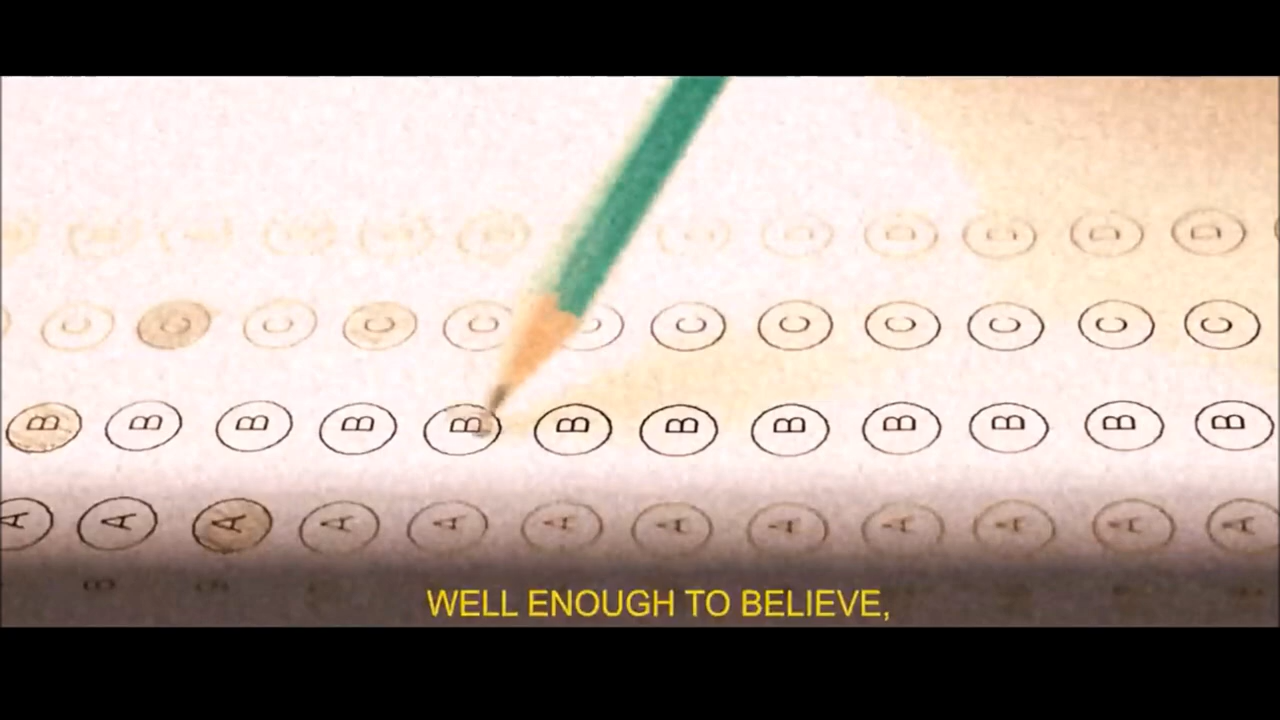 D D D D
C C C C C C C C C C C
B B B B B B B B B B B B
A A A A A A A A A A A A
WELL ENOUGH TO BELIEVE,